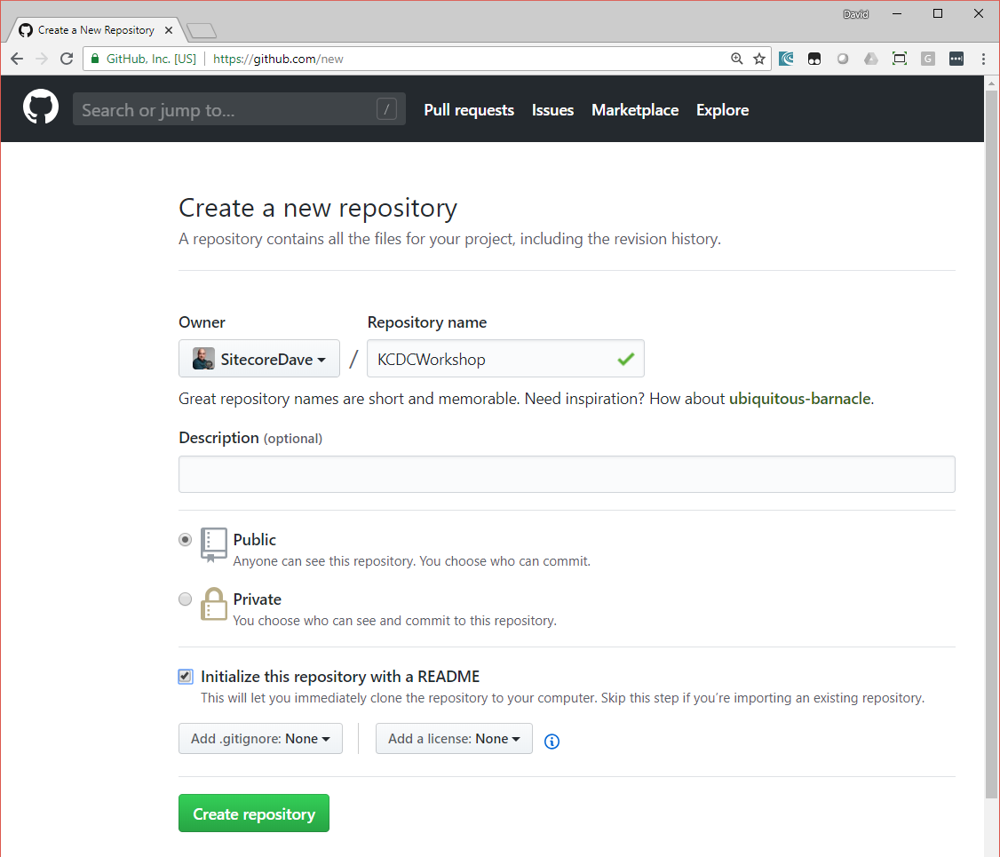 David
Create a New Repository
GitHub, Inc. [US] https://github.com/new
G
Search or jump to... /
Pull requests Issues Marketplace Explore
Create a new repository
A repository contains all the files for your project, including the revision history.
Owner Repository name
SitecoreDave / KCDCWorkshop
Great repository names are short and memorable. Need inspiration? How about ubiquitous-barnacle.
Description (optional)
Public
Anyone can see this repository. You choose who can commit.
Private
You choose who can see and commit to this repository.
Initialize this repository with a README
This will let you immediately clone the repository to your computer. Skip this step if you’re importing an existing repository.
Add .gitignore: None Add a license: None
Create repository